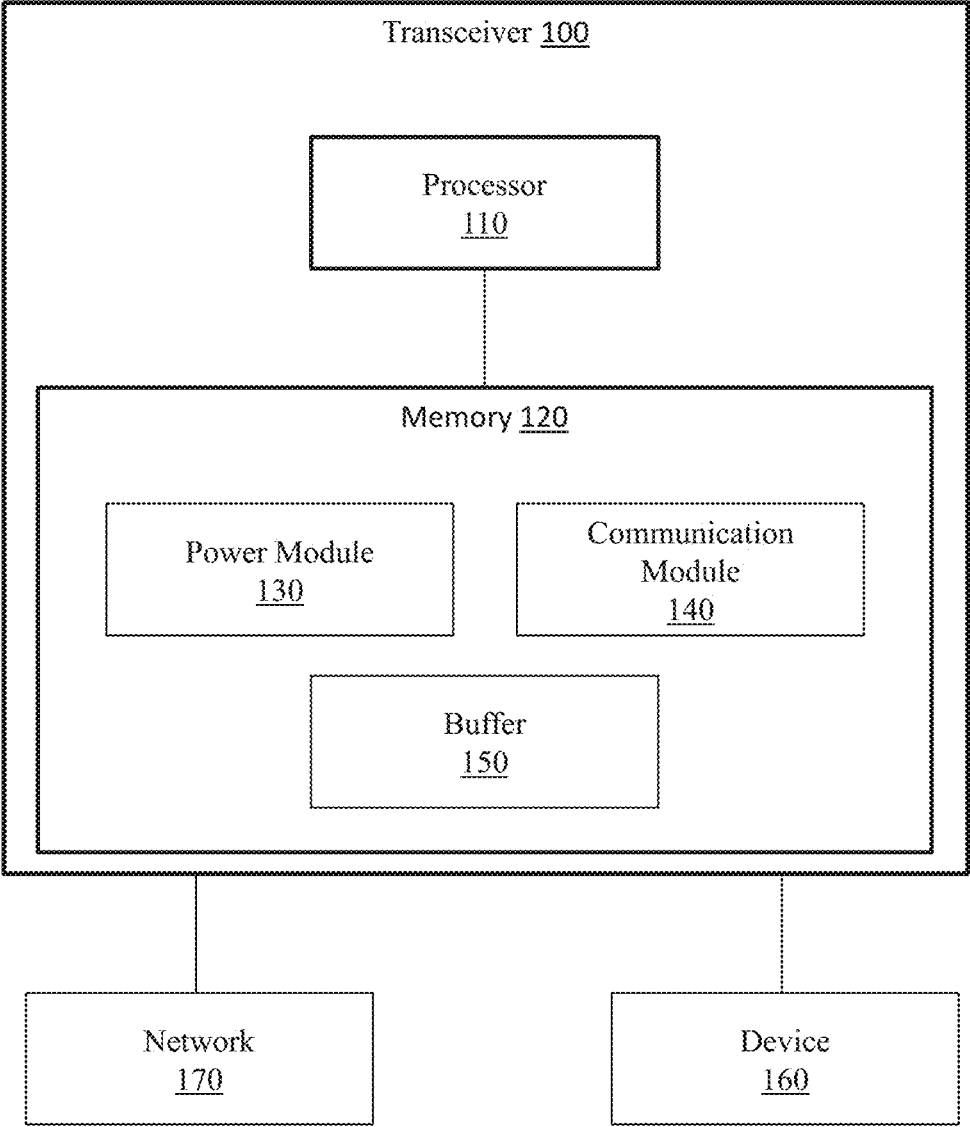 Transceiver 100
Processor
110
Memory 120
Power Module
130
Communication
Module
140
Buffer
150
Network
170
Device
160